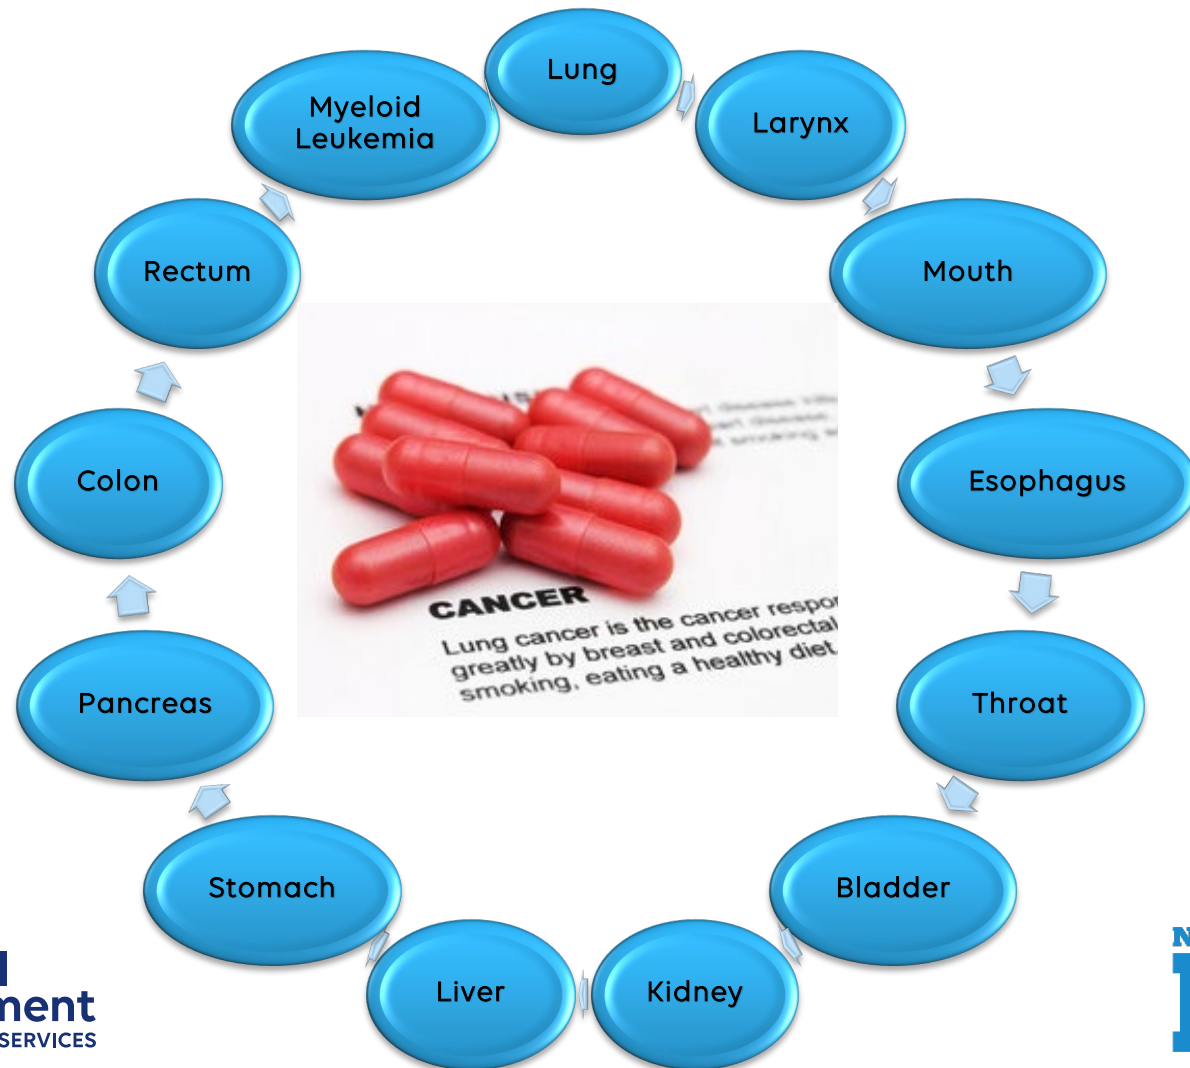 Lung
Larynx
Myeloid
Leukemia
Mouth
Rectum
Esophagus
Colon
CANCER
Lung cancer is the cancer respo
greatly by breast and colorectal
smoking, eating a healthy diet
Throat
Pancreas
Bladder
Stomach
Kidney
Liver
ment
SERVICES
N